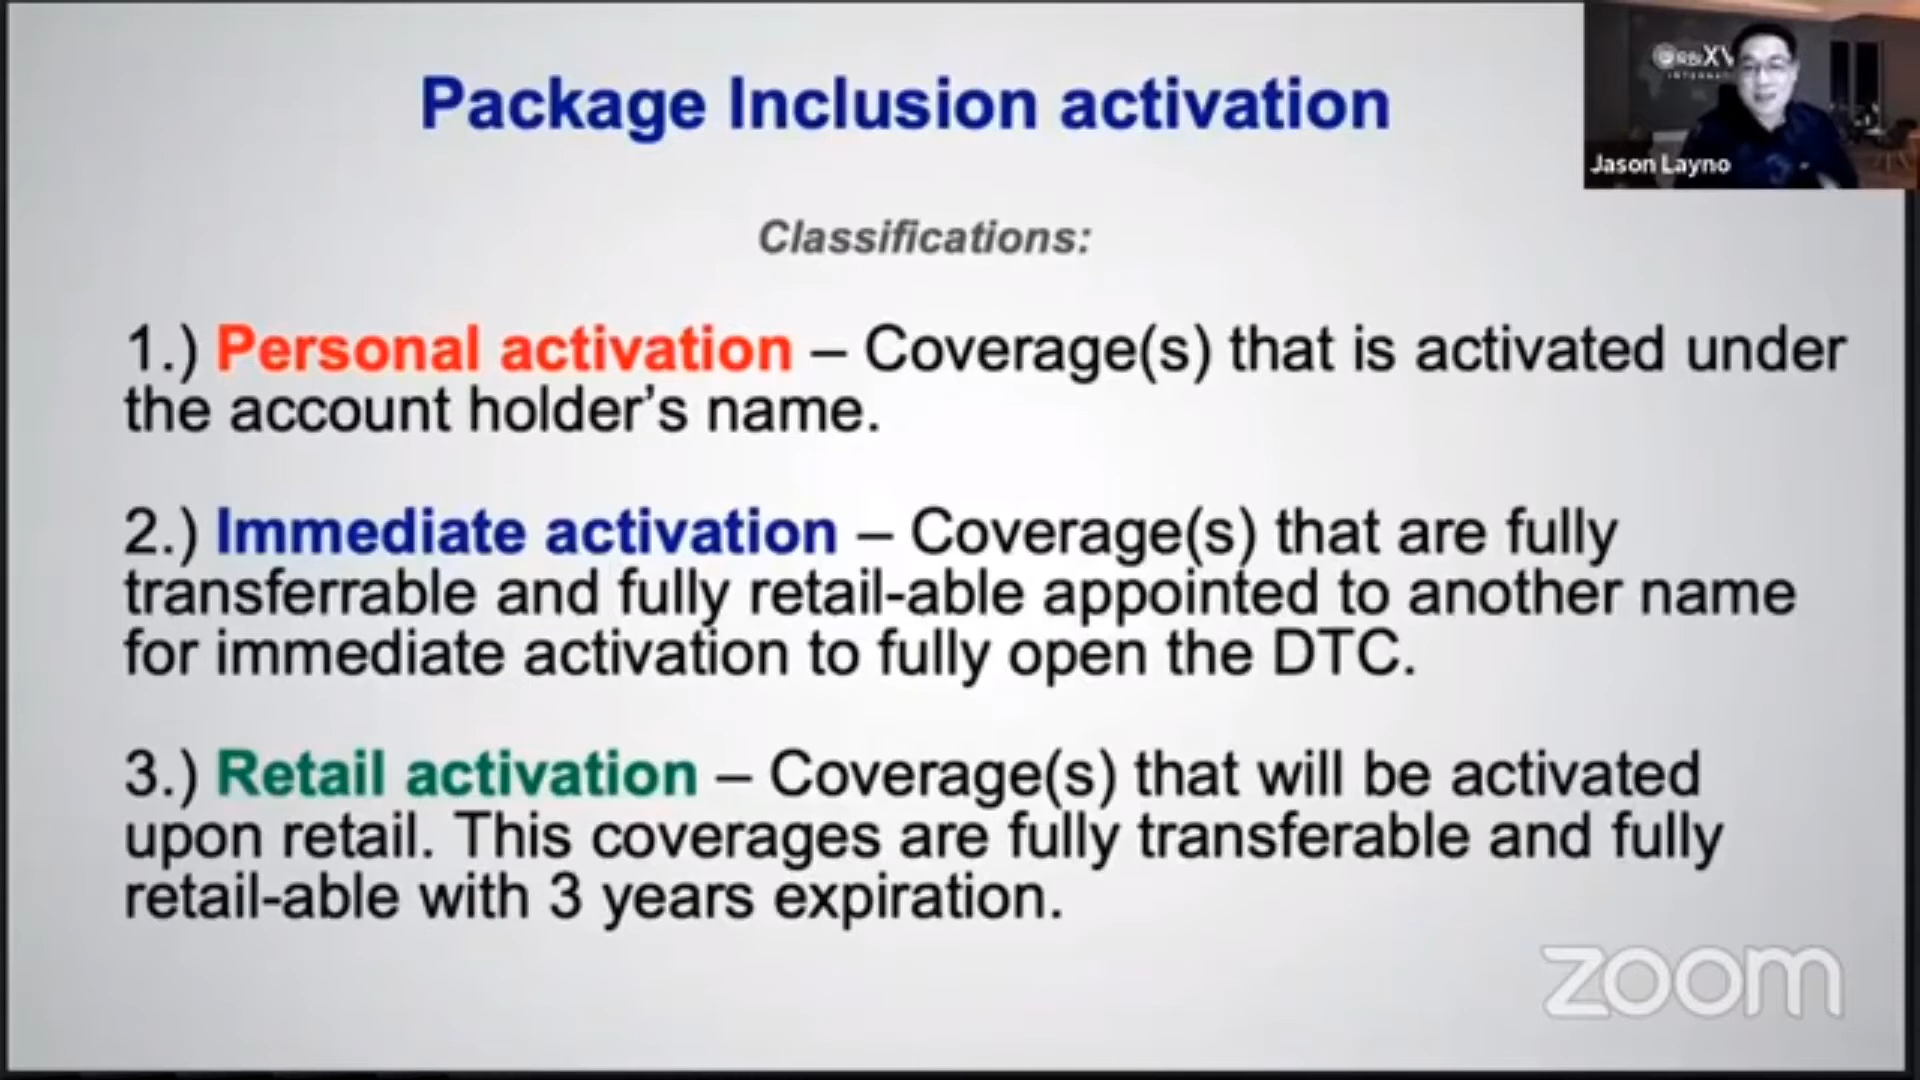 Package Inclusion activation
Jason Layno
Classifications:
1.) Personal activation – Coverage(s) that is activated under
the account holder’s name.
2.) Immediate activation – Coverage(s) that are fully
transferrable and fully retail-able appointed to another name
for immediate activation to fully open the DTC.
3.) Retail activation – Coverage(s) that will be activated
upon retail. This coverages are fully transferable and fully
retail-able with 3 years expiration.
zoom